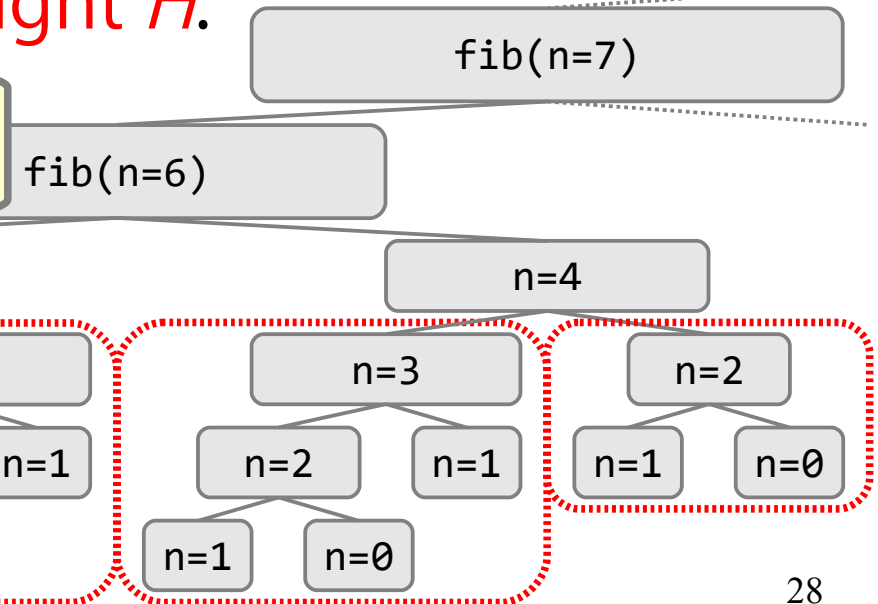 ight H.
fib(n=7)
fib(n=6)
n=4
n=3
n=2
n=1
n=2
n=1
n=1
n=0
n=1
n=0
28